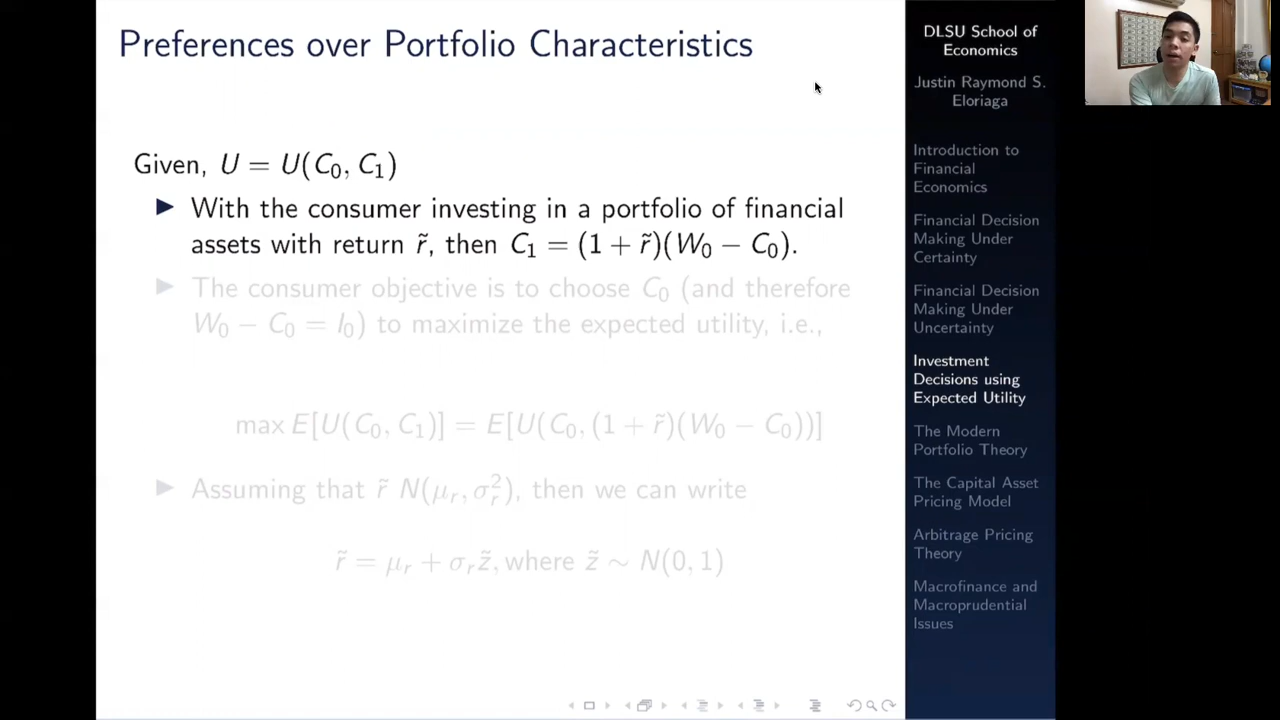 Preferences over Portfolio Characteristics
Given, U = U(C₀, C₁)
▶ With the consumer investing in a portfolio of financial
assets with return r̃, then C₁ = (1 + r̃)(W₀ − C₀).
▶ The consumer objective is to choose C₀ (and therefore
W₀ − C₀ = I₀) to maximize the expected utility, i.e.,
max E[U(C₀, C₁)] = E[U(C₀, (1 + r̃)(W₀ − C₀))]
▶ Assuming that r̃ N(μᵣ, σᵣ²), then we can write
r̃ = μᵣ + σᵣz̃, where z̃ ∼ N(0, 1)
DLSU School of
Economics
Justin Raymond S.
Eloriaga
Introduction to
Financial
Economics
Financial Decision
Making Under
Certainty
Financial Decision
Making Under
Uncertainty
Investment
Decisions using
Expected Utility
The Modern
Portfolio Theory
The Capital Asset
Pricing Model
Arbitrage Pricing
Theory
Macrofinance and
Macroprudential
Issues